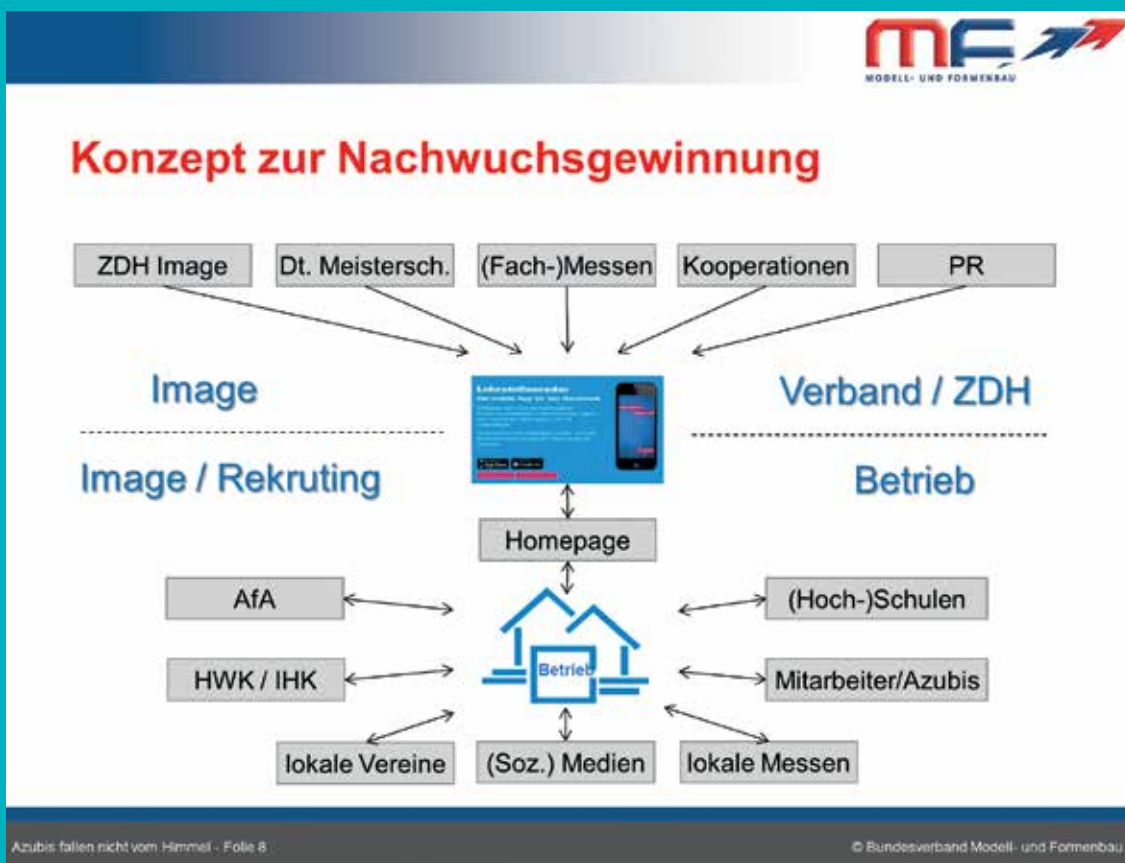 MF
MODELL- UND FORMENBAU
Konzept zur Nachwuchsgewinnung
ZDH Image
Dt. Meistersch.
(Fach-)Messen
Kooperationen
PR
Image
Verband / ZDH
Lehrstellenradar
Image / Rekruting
Betrieb
Homepage
AfA
(Hoch-)Schulen
Betrieb
HWK / IHK
Mitarbeiter/Azubis
lokale Vereine
(Soz.) Medien
lokale Messen
Azubis fallen nicht vom Himmel - Folie 8
© Bundesverband Modell- und Formenbau